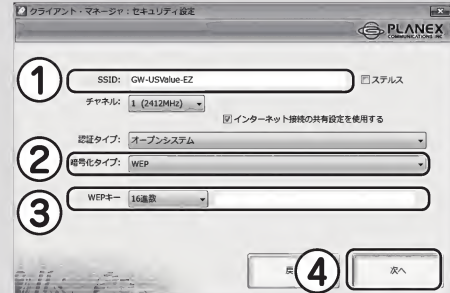 クライアント・マネージャ：セキュリティ設定
PLANEX
COMMUNICATIONS INC
① SSID: GW-USValue-EZ ステルス
チャネル: 1 (2412MHz)
インターネット接続の共有設定を使用する
認証タイプ: オープンシステム
② 暗号化タイプ: WEP
③ WEPキー 16進数
④ 次へ